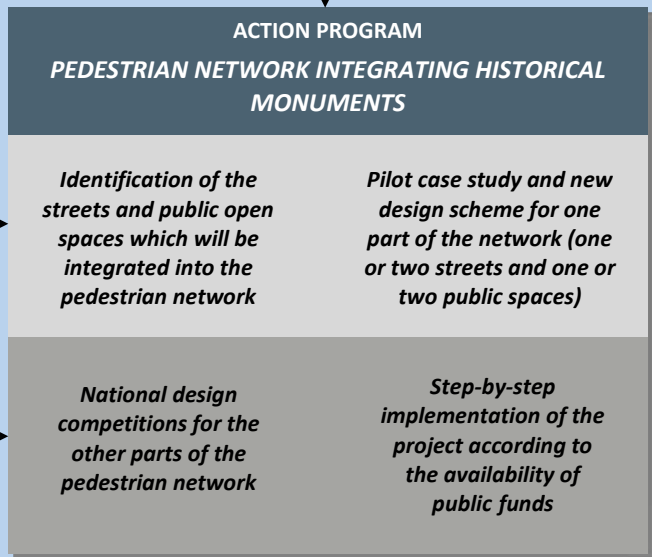 ACTION PROGRAM
PEDESTRIAN NETWORK INTEGRATING HISTORICAL
MONUMENTS
Identification of the
streets and public open
spaces which will be
integrated into the
pedestrian network
Pilot case study and new
design scheme for one
part of the network (one
or two streets and one or
two public spaces)
National design
competitions for the
other parts of the
pedestrian network
Step-by-step
implementation of the
project according to
the availability of
public funds